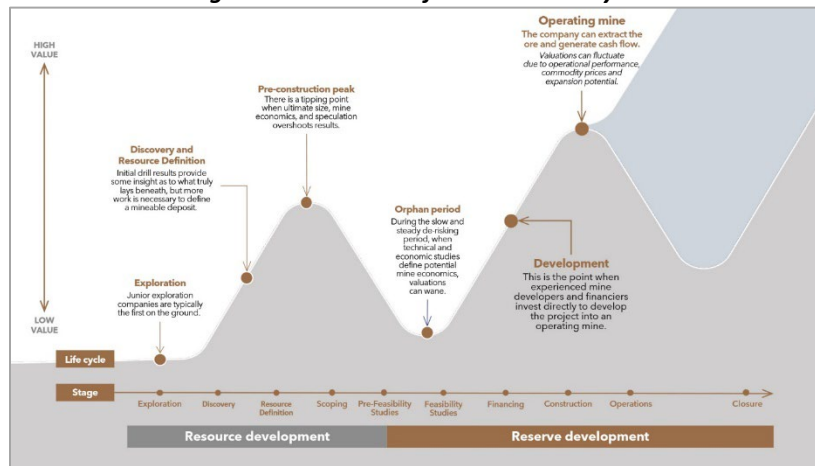 HIGH
VALUE
LOW
VALUE
Exploration
Junior exploration
companies are typically
the first on the ground.
Discovery and
Resource Definition
Initial drill results provide
some insight as to what truly
lays beneath, but more
work is necessary to define
a mineable deposit.
Pre-construction peak
There is a tipping point
when ultimate size, mine
economics, and speculation
overshoots results.
Orphan period
During the slow and
steady de-risking
period, when
technical and
economic studies
define potential
mine economics,
valuations
can wane.
Development
This is the point when
experienced mine
developers and financiers
invest directly to develop
the project into an
operating mine.
Operating mine
The company can extract the
ore and generate cash flow.
Valuations can fluctuate
due to operational performance,
commodity prices and
expansion potential.
Life cycle
Stage
Exploration
Discovery
Resource
Definition
Scoping
Pre-Feasibility
Studies
Feasibility
Studies
Financing
Construction
Operations
Closure
Resource development
Reserve development